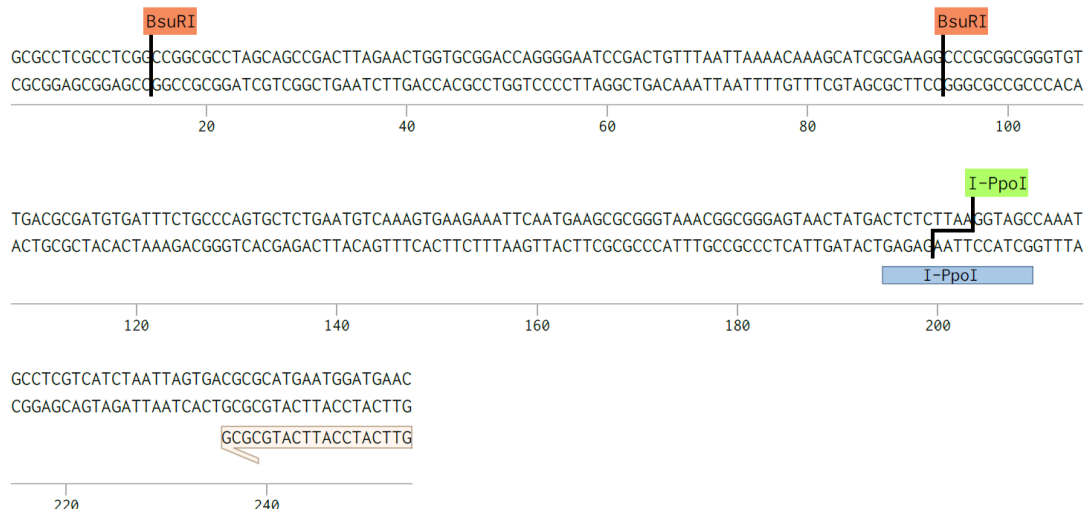 BsuRI BsuRI
GCGCCTCGCCTCGGCCGGCGCCTAGCAGCCGACTTAGAACTGGTGCGGACCAGGGGAATCCGACTGTTTAATTAAAACAAAGCATCGCGAAGGCCCGCGGCGGGTGT
CGCGGAGCGGAGCCGGCCGCGGATCGTCGGCTGAATCTTGACCACGCCTGGTCCCCTTAGGCTGACAAATTAATTTTGTTTCGTAGCGCTTCCGGGCGCCGCCCACA
20 40 60 80 100
I-PpoI
TGACGCGATGTGATTTCTGCCCAGTGCTCTGAATGTCAAAGTGAAGAAATTCAATGAAGCGCGGGTAAACGGCGGGAGTAACTATGACTCTCTTAAGGTAGCCAAAT
ACTGCGCTACACTAAAGACGGGTCACGAGACTTACAGTTTCACTTCTTTAAGTTACTTCGCGCCCATTTGCCGCCCTCATTGATACTGAGAGAATTCCATCGGTTTA
I-PpoI
120 140 160 180 200
GCCTCGTCATCTAATTAGTGACGCGCATGAATGGATGAAC
CGGAGCAGTAGATTAATCACTGCGCGTACTTACCTACTTG
GCGCGTACTTACCTACTTG
220 240